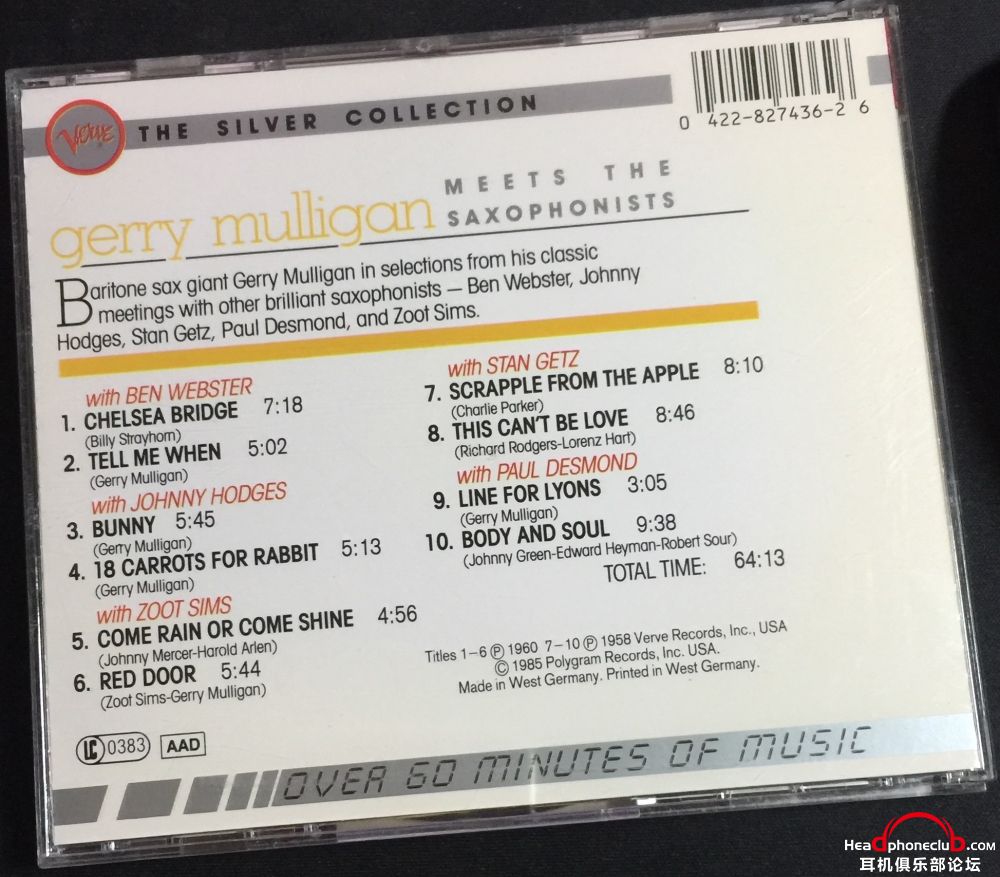 Verve
THE SILVER COLLECTION
0 422-827436-2 6
gerry mulligan
MEETS THE
SAXOPHONISTS
Baritone sax giant Gerry Mulligan in selections from his classic
meetings with other brilliant saxophonists — Ben Webster, Johnny
Hodges, Stan Getz, Paul Desmond, and Zoot Sims.
with BEN WEBSTER
1. CHELSEA BRIDGE 7:18
(Billy Strayhorn)
2. TELL ME WHEN 5:02
(Gerry Mulligan)
with JOHNNY HODGES
3. BUNNY 5:45
(Gerry Mulligan)
4. 18 CARROTS FOR RABBIT 5:13
(Gerry Mulligan)
with ZOOT SIMS
5. COME RAIN OR COME SHINE 4:56
(Johnny Mercer-Harold Arlen)
6. RED DOOR 5:44
(Zoot Sims-Gerry Mulligan)
with STAN GETZ
7. SCRAPPLE FROM THE APPLE 8:10
(Charlie Parker)
8. THIS CAN'T BE LOVE 8:46
(Richard Rodgers-Lorenz Hart)
with PAUL DESMOND
9. LINE FOR LYONS 3:05
(Gerry Mulligan)
10. BODY AND SOUL 9:38
(Johnny Green-Edward Heyman-Robert Sour)
TOTAL TIME: 64:13
Titles 1–6 ℗ 1960 7–10 ℗ 1958 Verve Records, Inc., USA
© 1985 Polygram Records, Inc. USA.
Made in West Germany. Printed in West Germany.
LC 0383 AAD
OVER 60 MINUTES OF MUSIC
Headphoneclub.com
耳机俱乐部论坛